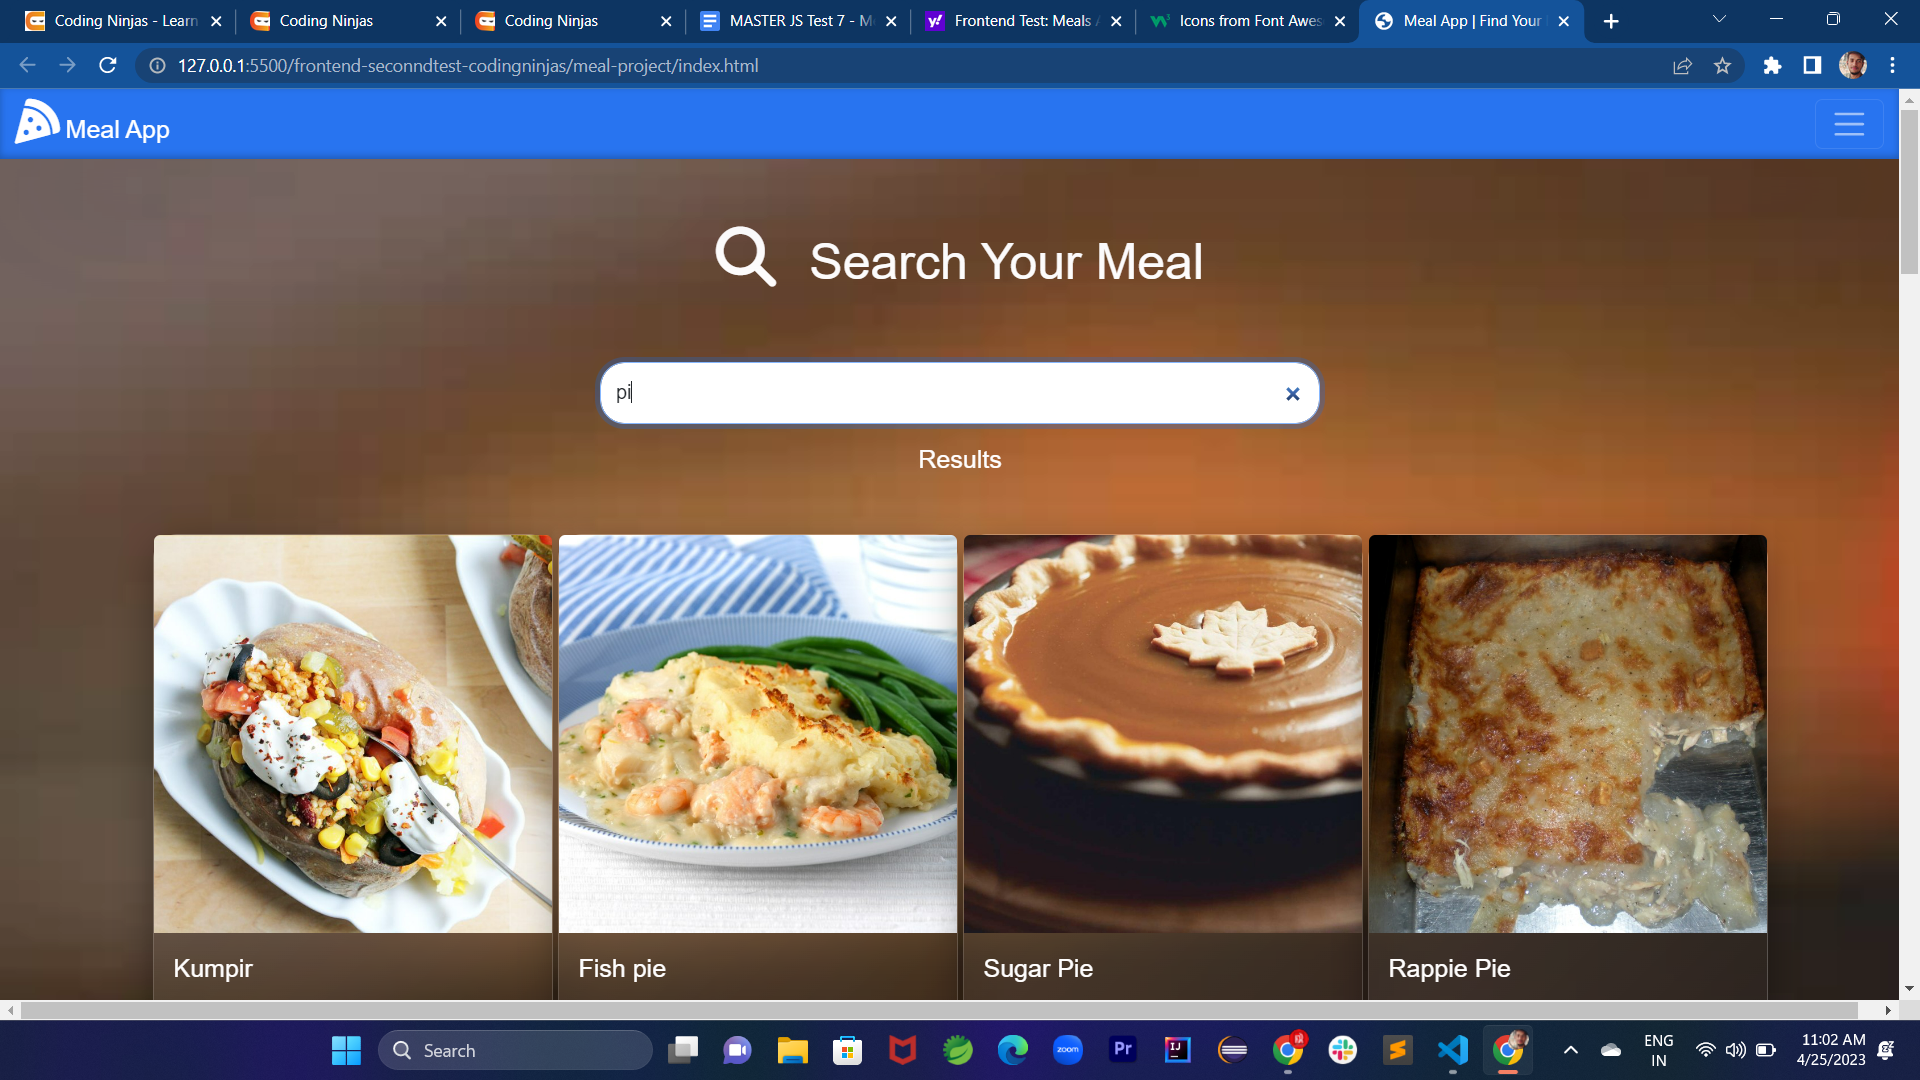 Coding Ninjas - Learn
Coding Ninjas
Coding Ninjas
MASTER JS Test 7 - M
Frontend Test: Meals
Icons from Font Awes
Meal App | Find Your
127.0.0.1:5500/frontend-seconndtest-codingninjas/meal-project/index.html
Meal App
Search Your Meal
pi
Results
Kumpir
Fish pie
Sugar Pie
Rappie Pie
Search
zoom
Pr
IJ
ENG
IN
11:02 AM
4/25/2023